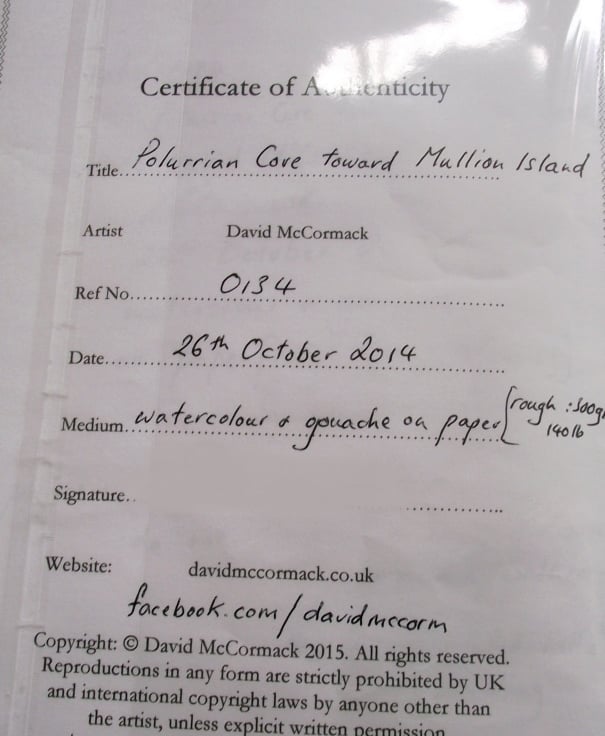 Certificate of Authenticity
Title...Polurrian Cove toward Mullion Island
Artist David McCormack
Ref No...0134
Date...26th October 2014
Medium...watercolour & gouache on paper [rough : 300g
140lb
Signature..
Website: davidmccormack.co.uk
facebook.com/davidmccorm
Copyright: © David McCormack 2015. All rights reserved.
Reproductions in any form are strictly prohibited by UK
and international copyright laws by anyone other than
the artist, unless explicit written permission